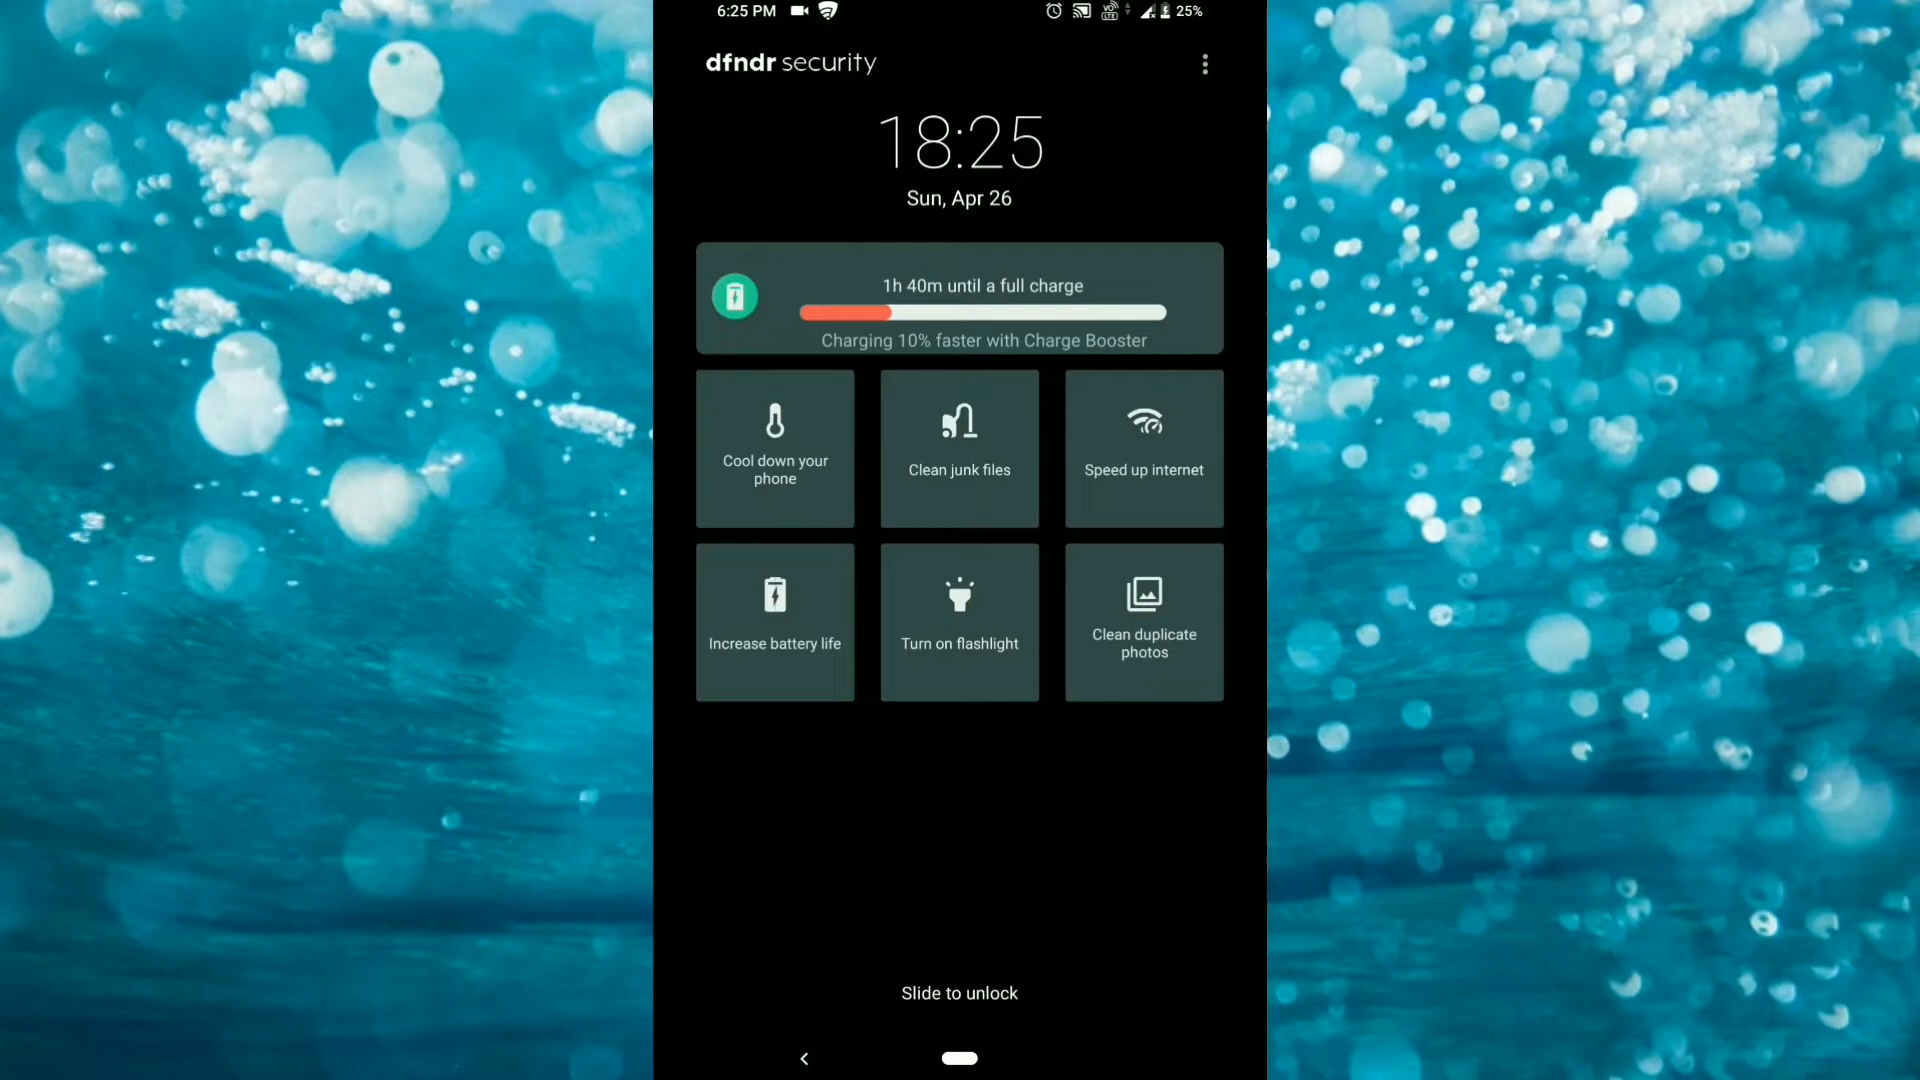 6:25 PM
VO LTE
25%
dfndr security
18:25
Sun, Apr 26
1h 40m until a full charge
Charging 10% faster with Charge Booster
Cool down your
phone
Clean junk files
Speed up internet
Increase battery life
Turn on flashlight
Clean duplicate
photos
Slide to unlock